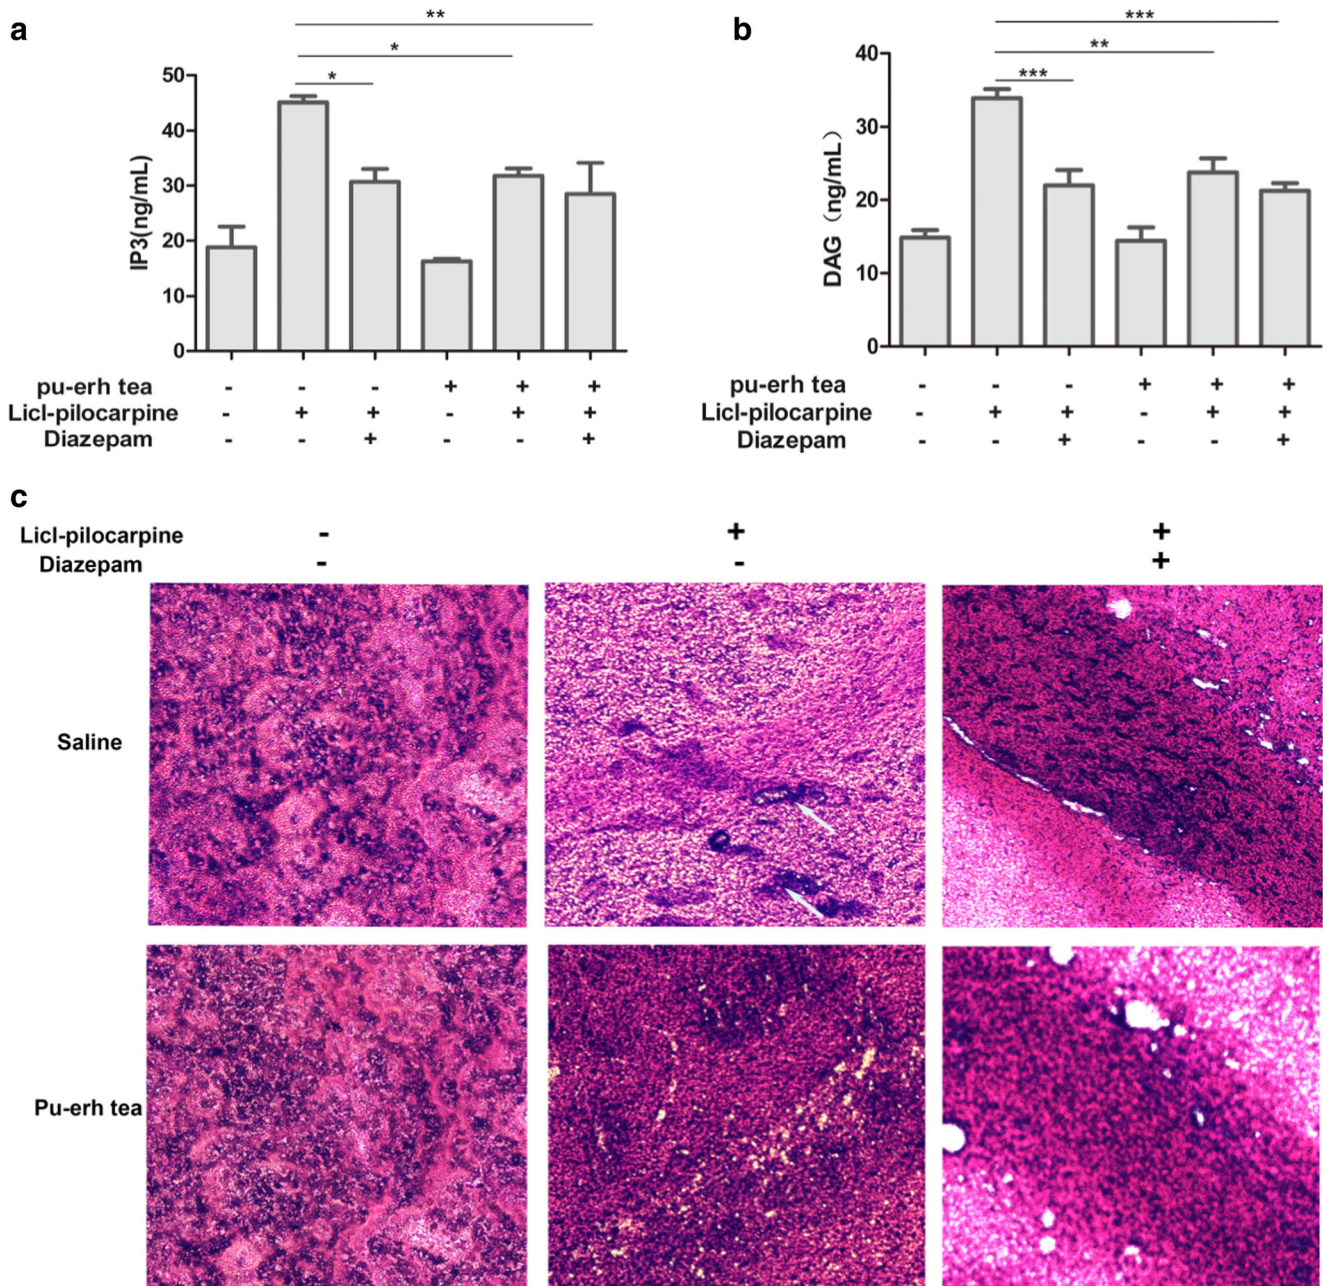 a
**
*
*
IP3(ng/mL)
50
40
30
20
10
0
pu-erh tea - - - + + +
Licl-pilocarpine - + + - + +
Diazepam - - + - - +
b
***
**
***
DAG (ng/mL)
40
30
20
10
0
pu-erh tea - - - + + +
Licl-pilocarpine - + + - + +
Diazepam - - + - - +
c
Licl-pilocarpine - + +
Diazepam - - +
Saline
Pu-erh tea